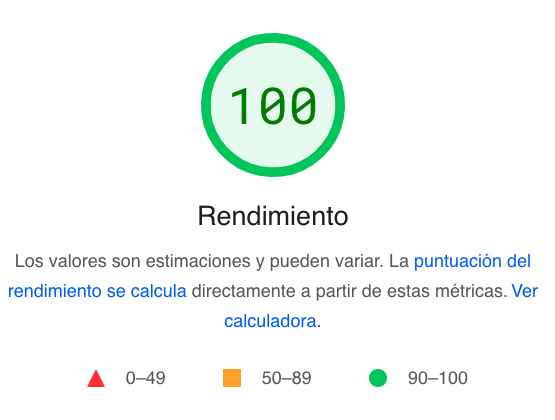 100
Rendimiento
Los valores son estimaciones y pueden variar. La puntuación del
rendimiento se calcula directamente a partir de estas métricas. Ver
calculadora.
0–49 50–89 90–100